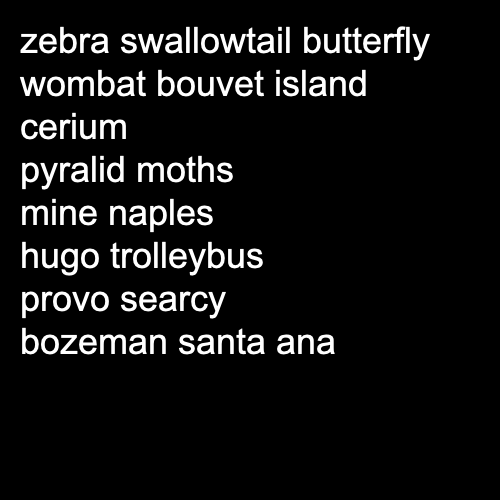 zebra swallowtail butterfly
wombat bouvet island
cerium
pyralid moths
mine naples
hugo trolleybus
provo searcy
bozeman santa ana